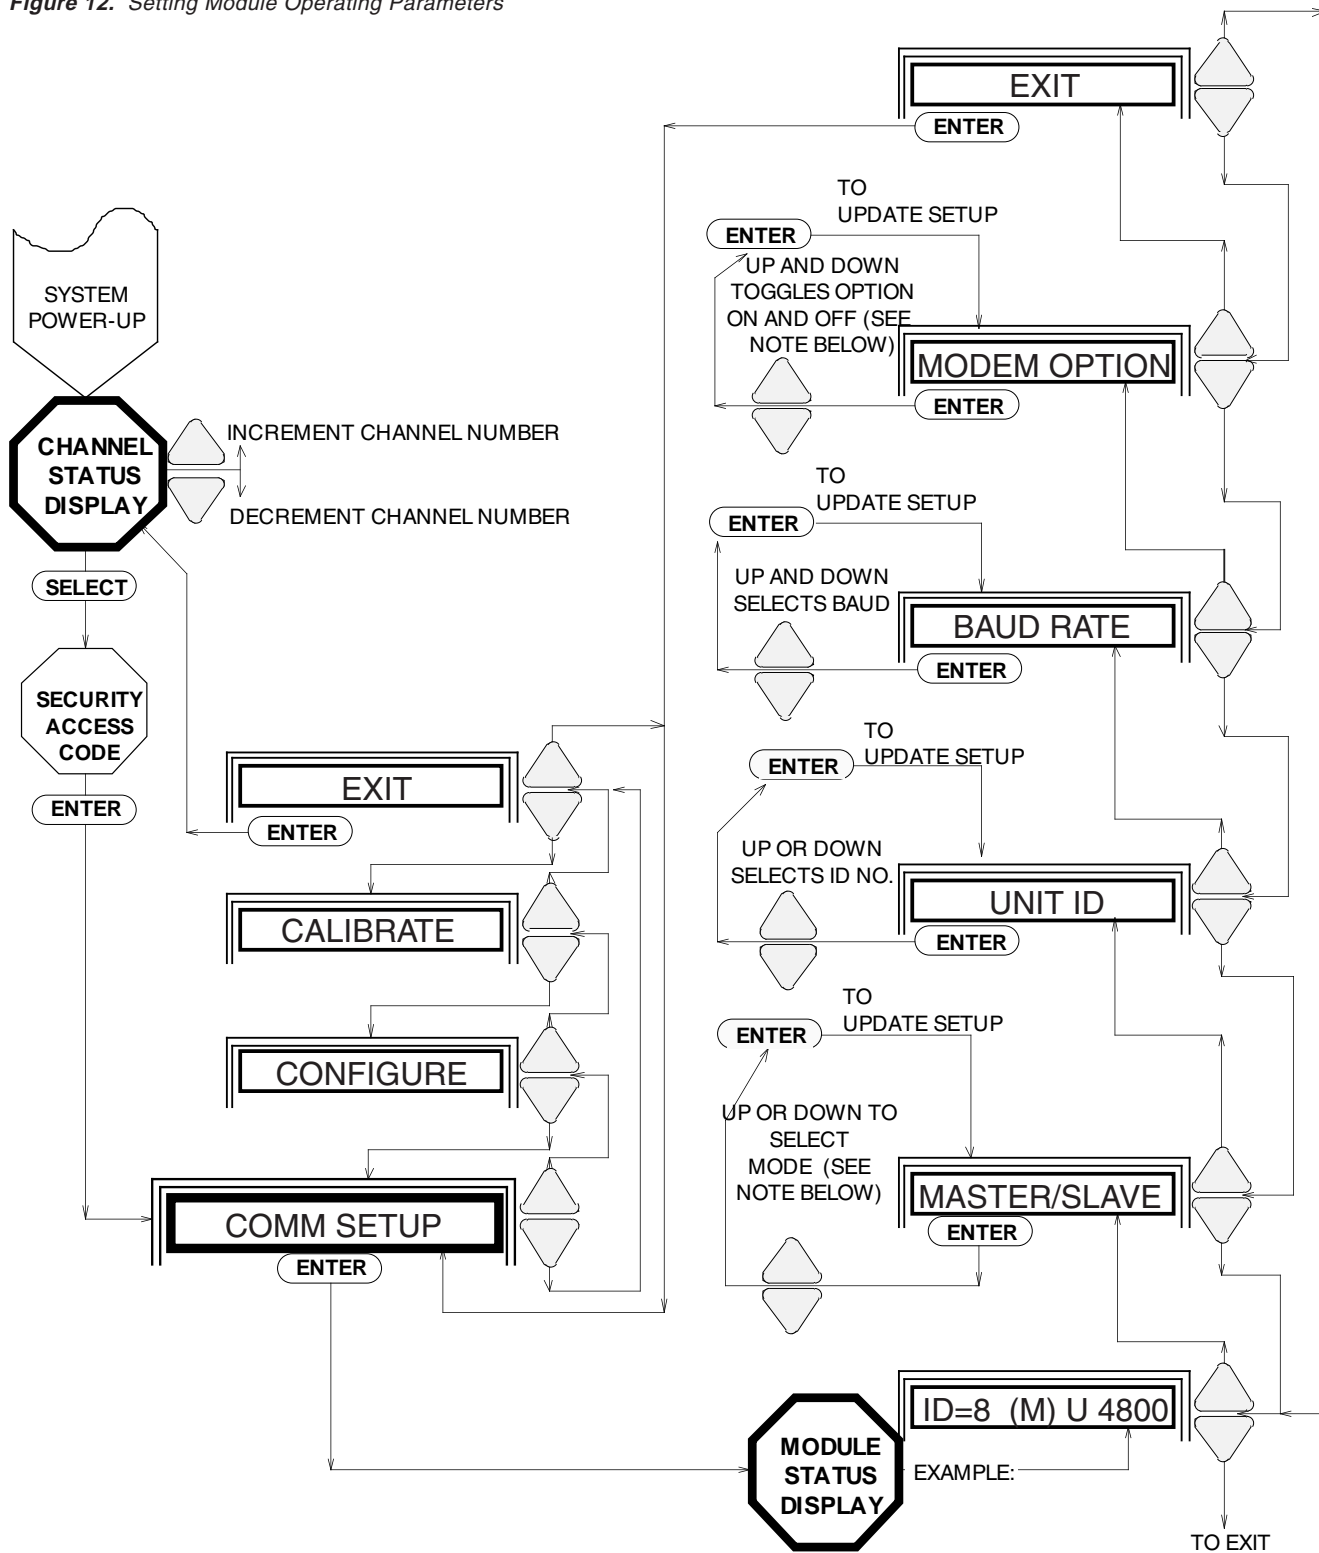 Figure 12. Setting Module Operating Parameters
EXIT
ENTER
TO
UPDATE SETUP
ENTER
UP AND DOWN
TOGGLES OPTION
ON AND OFF (SEE
NOTE BELOW)
MODEM OPTION
ENTER
SYSTEM
POWER-UP
CHANNEL
STATUS
DISPLAY
INCREMENT CHANNEL NUMBER
DECREMENT CHANNEL NUMBER
SELECT
SECURITY
ACCESS
CODE
ENTER
TO
UPDATE SETUP
ENTER
UP AND DOWN
SELECTS BAUD
BAUD RATE
ENTER
EXIT
ENTER
CALIBRATE
CONFIGURE
COMM SETUP
ENTER
TO
UPDATE SETUP
ENTER
UP OR DOWN
SELECTS ID NO.
UNIT ID
ENTER
TO
UPDATE SETUP
ENTER
UP OR DOWN TO
SELECT
MODE (SEE
NOTE BELOW)
MASTER/SLAVE
ENTER
ID=8 (M) U 4800
MODULE
STATUS
DISPLAY
EXAMPLE:
TO EXIT